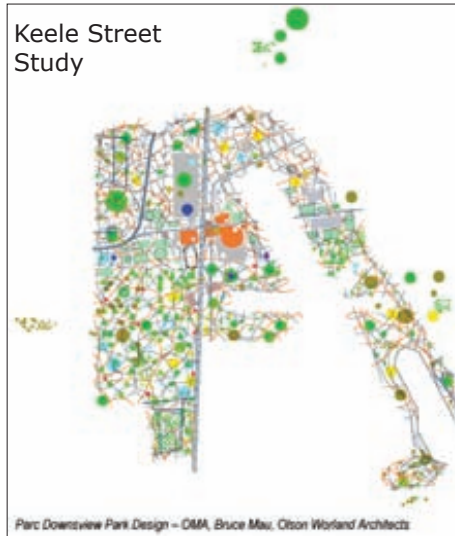 Keele Street
Study
Parc Downsview Park Design – OMA, Bruce Mau, Olson Worland Architects